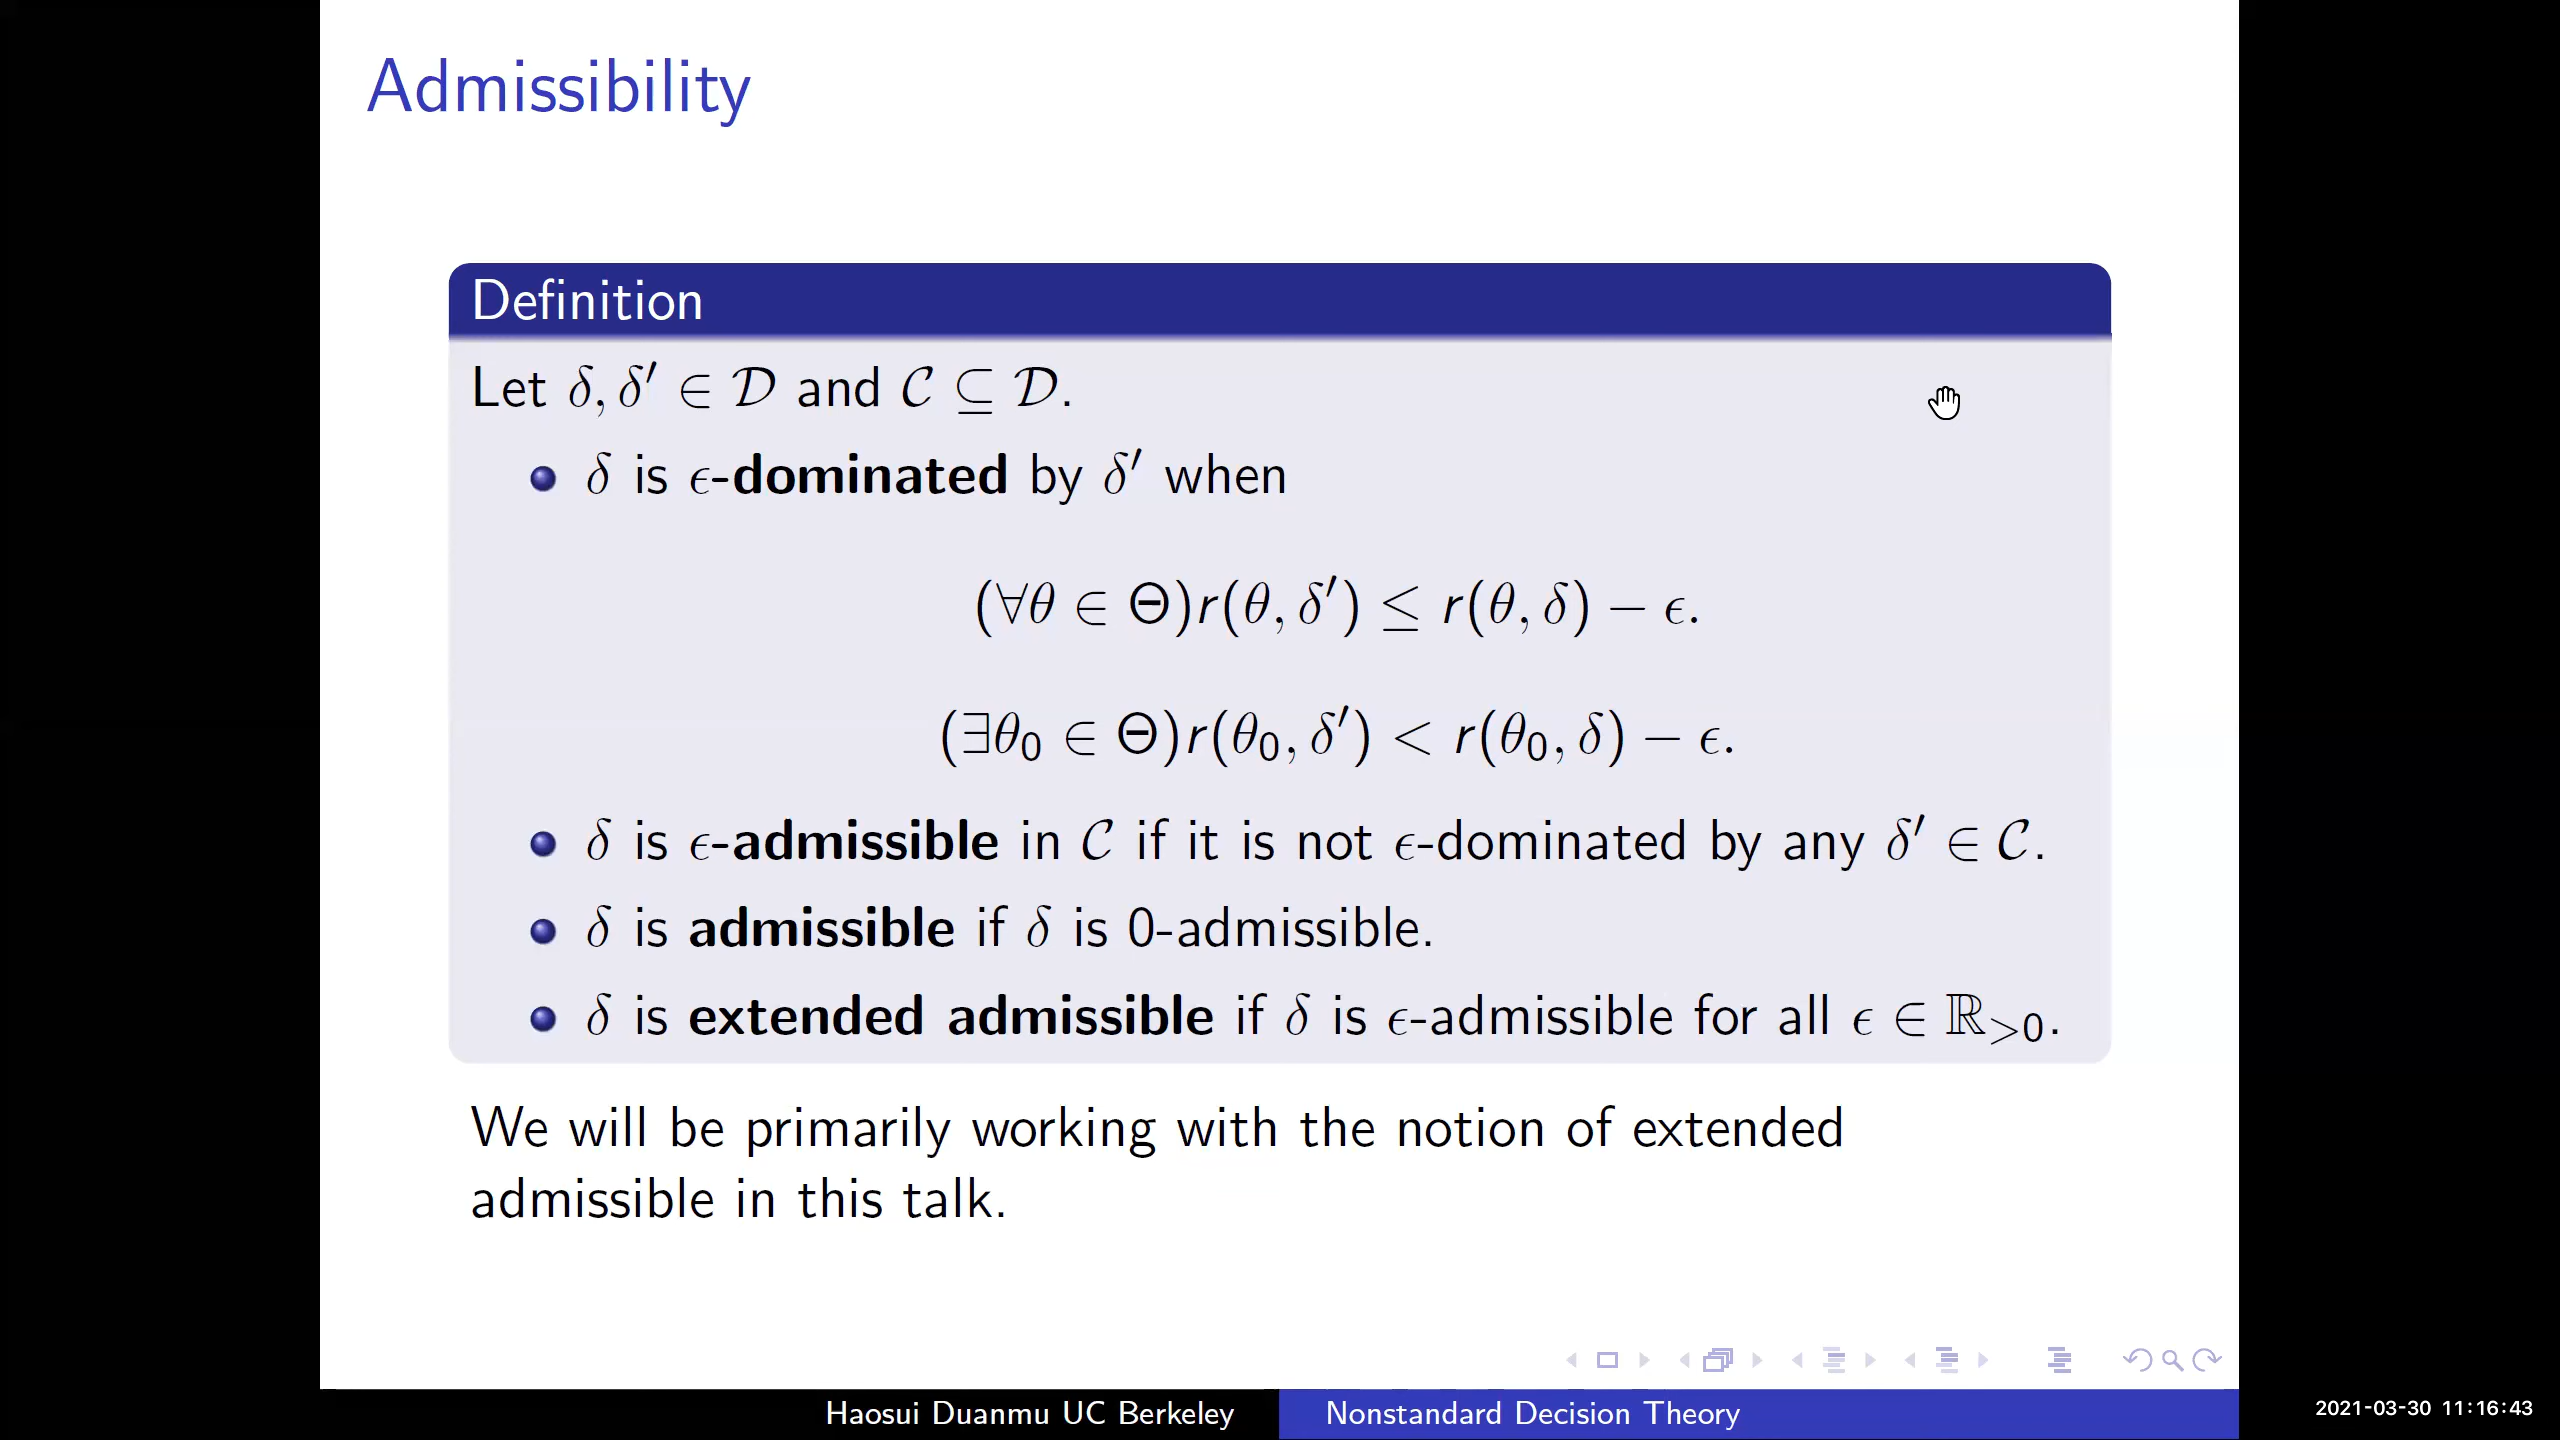 Admissibility
Definition
Let δ, δ′ ∈ 𝒟 and 𝒞 ⊆ 𝒟.
δ is ϵ-dominated by δ′ when
(∀θ ∈ Θ)r(θ, δ′) ≤ r(θ, δ) − ϵ.
(∃θ₀ ∈ Θ)r(θ₀, δ′) < r(θ₀, δ) − ϵ.
δ is ϵ-admissible in 𝒞 if it is not ϵ-dominated by any δ′ ∈ 𝒞.
δ is admissible if δ is 0-admissible.
δ is extended admissible if δ is ϵ-admissible for all ϵ ∈ ℝ>0.
We will be primarily working with the notion of extended
admissible in this talk.
Haosui Duanmu UC Berkeley
Nonstandard Decision Theory
2021-03-30 11:16:43